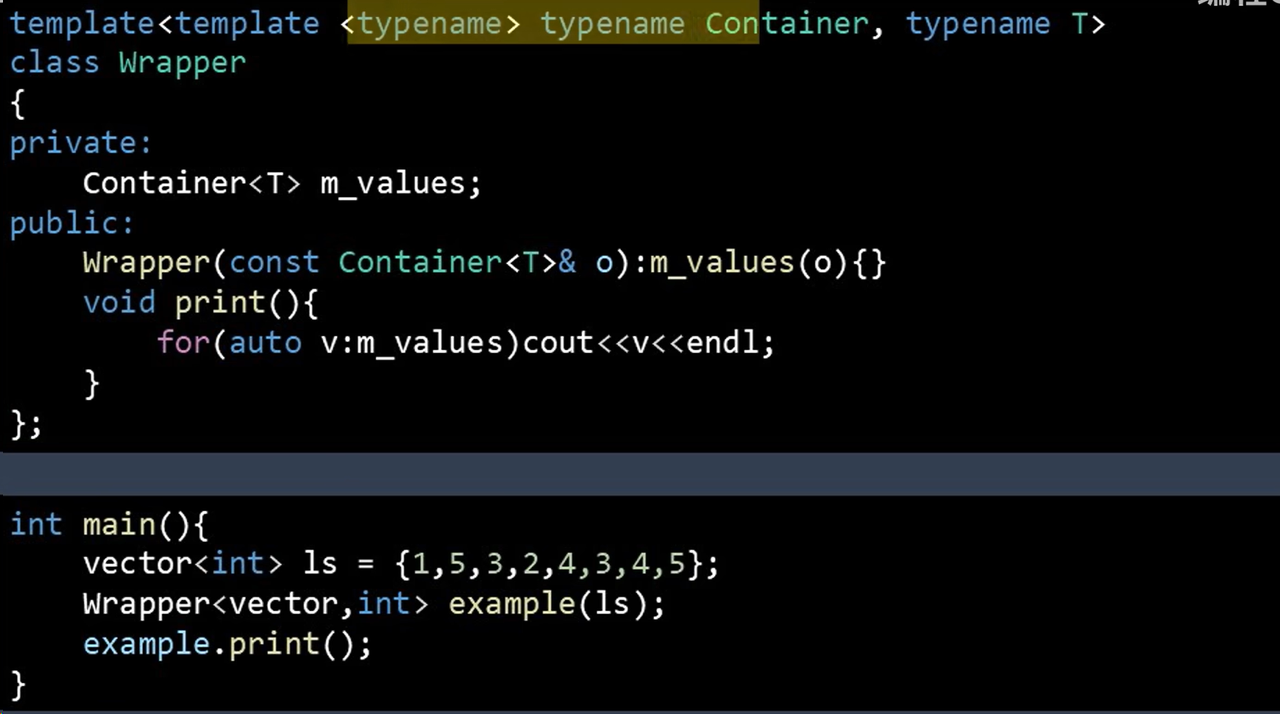 编程
template<template <typename> typename Container, typename T>
class Wrapper
{
private:
    Container<T> m_values;
public:
    Wrapper(const Container<T>& o):m_values(o){}
    void print(){
        for(auto v:m_values)cout<<v<<endl;
    }
};
int main(){
    vector<int> ls = {1,5,3,2,4,3,4,5};
    Wrapper<vector,int> example(ls);
    example.print();
}